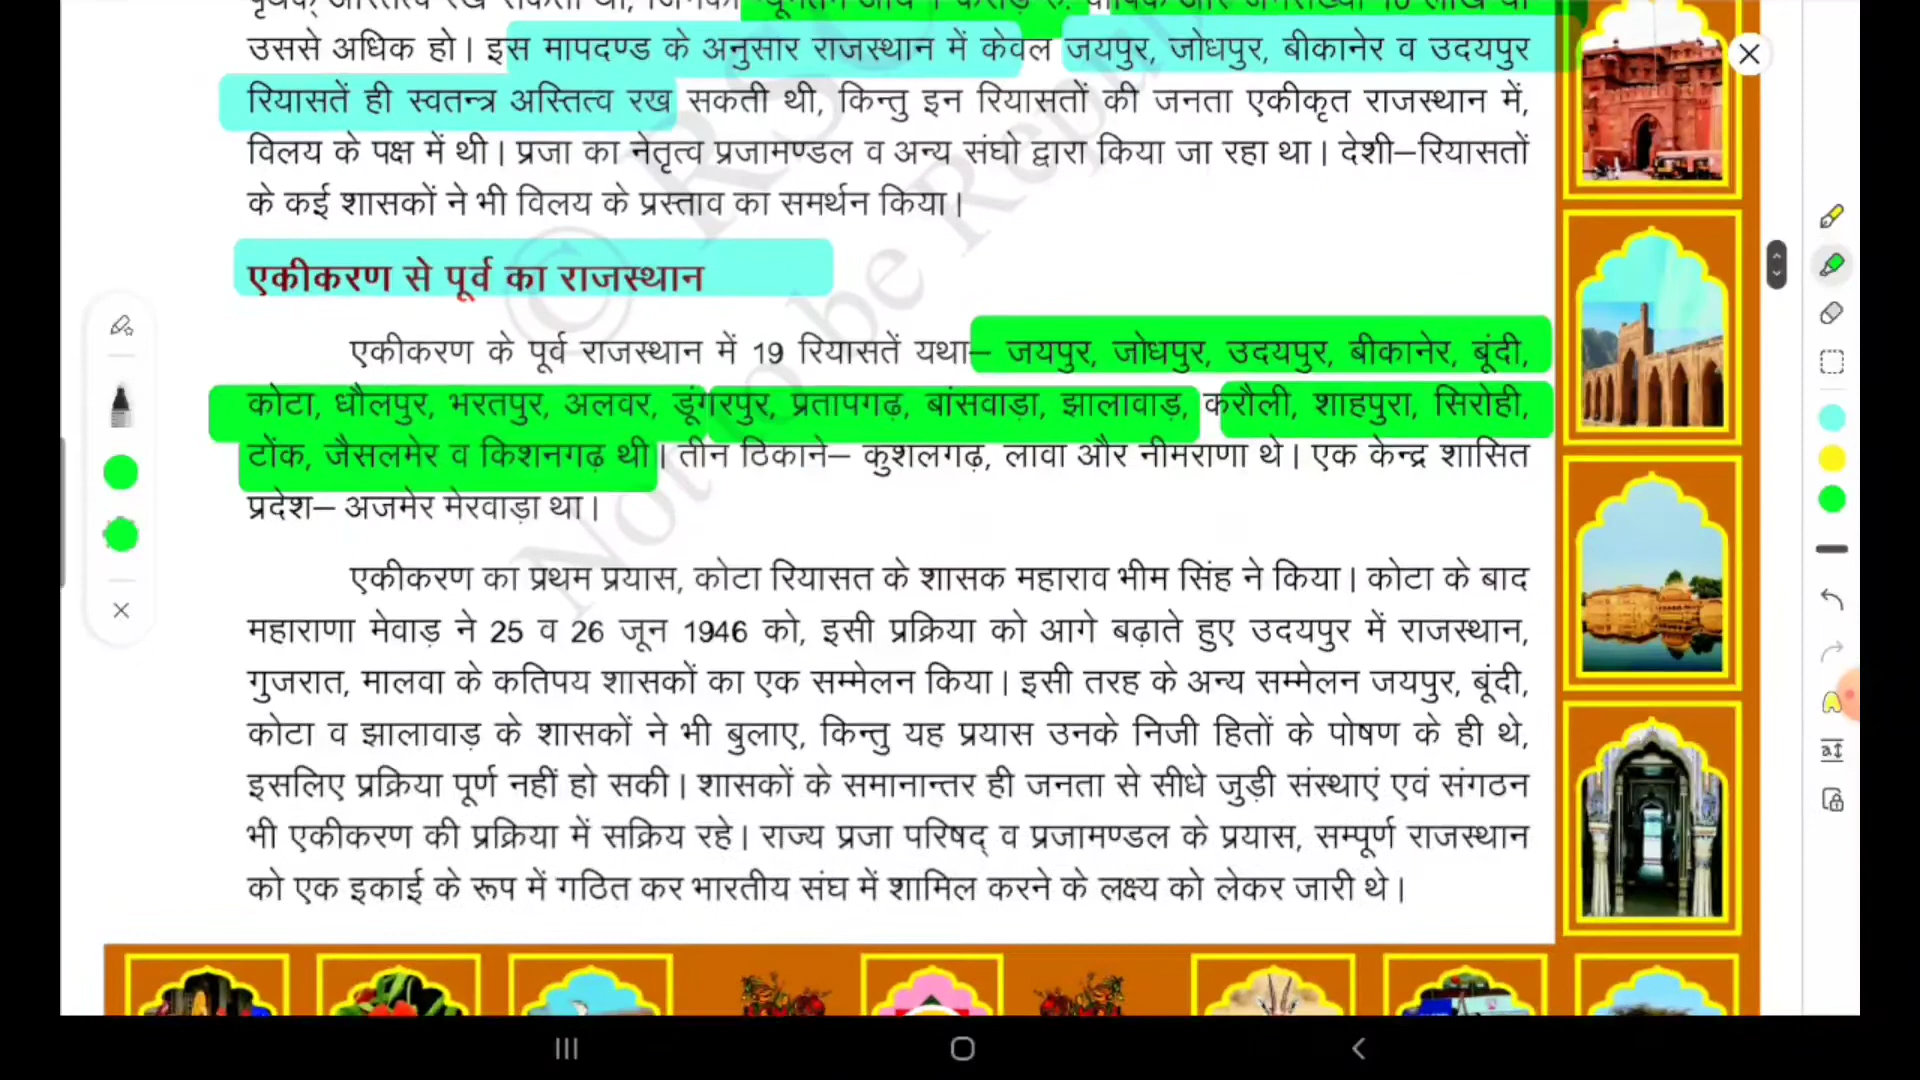 उससे अधिक हो। इस मापदण्ड के अनुसार राजस्थान में केवल जयपुर, जोधपुर, बीकानेर व उदयपुर
रियासतें ही स्वतन्त्र अस्तित्व रख सकती थी, किन्तु इन रियासतों की जनता एकीकृत राजस्थान में,
विलय के पक्ष में थी। प्रजा का नेतृत्व प्रजामण्डल व अन्य संघो द्वारा किया जा रहा था। देशी–रियासतों
के कई शासकों ने भी विलय के प्रस्ताव का समर्थन किया।
एकीकरण से पूर्व का राजस्थान
एकीकरण के पूर्व राजस्थान में 19 रियासतें यथा– जयपुर, जोधपुर, उदयपुर, बीकानेर, बूंदी,
कोटा, धौलपुर, भरतपुर, अलवर, डूंगरपुर, प्रतापगढ़, बांसवाड़ा, झालावाड़, करौली, शाहपुरा, सिरोही,
टोंक, जैसलमेर व किशनगढ़ थी। तीन ठिकाने– कुशलगढ़, लावा और नीमराणा थे। एक केन्द्र शासित
प्रदेश– अजमेर मेरवाड़ा था।
एकीकरण का प्रथम प्रयास, कोटा रियासत के शासक महाराव भीम सिंह ने किया। कोटा के बाद
महाराणा मेवाड़ ने 25 व 26 जून 1946 को, इसी प्रक्रिया को आगे बढ़ाते हुए उदयपुर में राजस्थान,
गुजरात, मालवा के कतिपय शासकों का एक सम्मेलन किया। इसी तरह के अन्य सम्मेलन जयपुर, बूंदी,
कोटा व झालावाड़ के शासकों ने भी बुलाए, किन्तु यह प्रयास उनके निजी हितों के पोषण के ही थे,
इसलिए प्रक्रिया पूर्ण नहीं हो सकी। शासकों के समानान्तर ही जनता से सीधे जुड़ी संस्थाएं एवं संगठन
भी एकीकरण की प्रक्रिया में सक्रिय रहे। राज्य प्रजा परिषद् व प्रजामण्डल के प्रयास, सम्पूर्ण राजस्थान
को एक इकाई के रूप में गठित कर भारतीय संघ में शामिल करने के लक्ष्य को लेकर जारी थे।